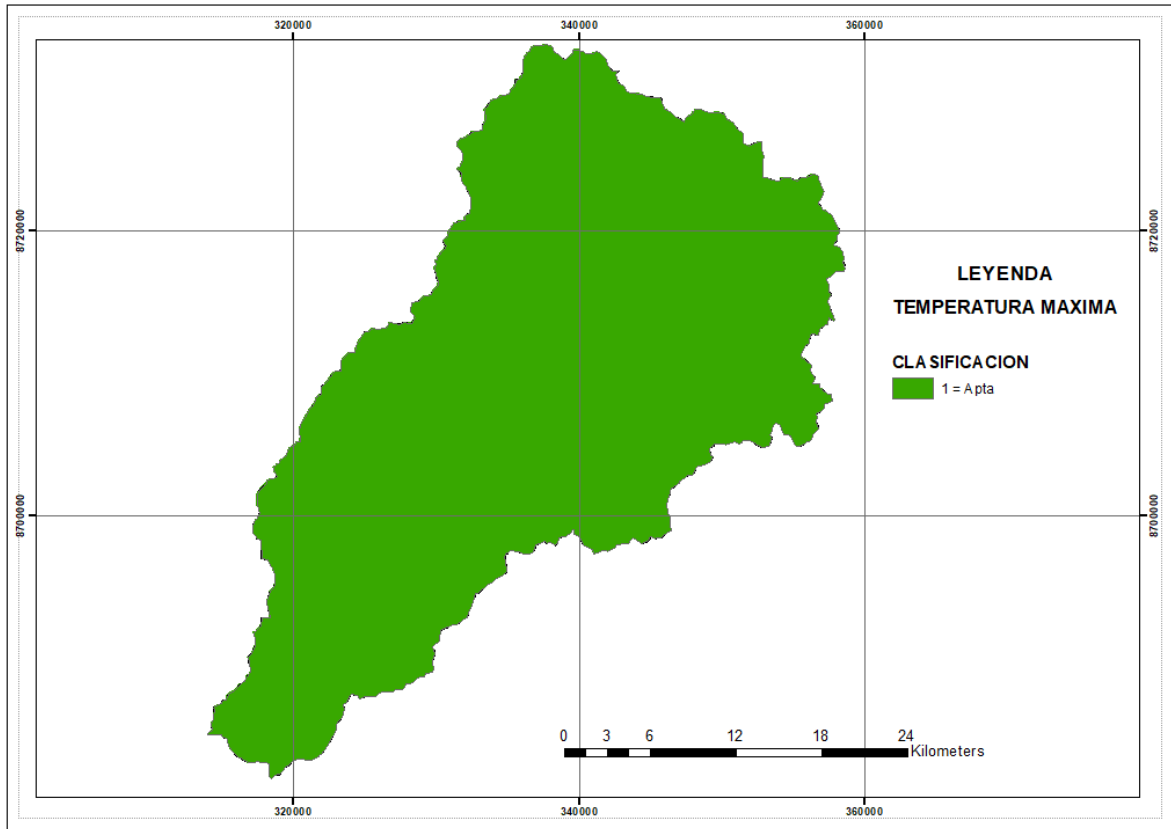 320000 340000 360000
8720000 8720000
LEYENDA
TEMPERATURA MAXIMA
CLASIFICACION
1 = Apta
8700000 8700000
0 3 6 12 18 24
Kilometers
320000 340000 360000